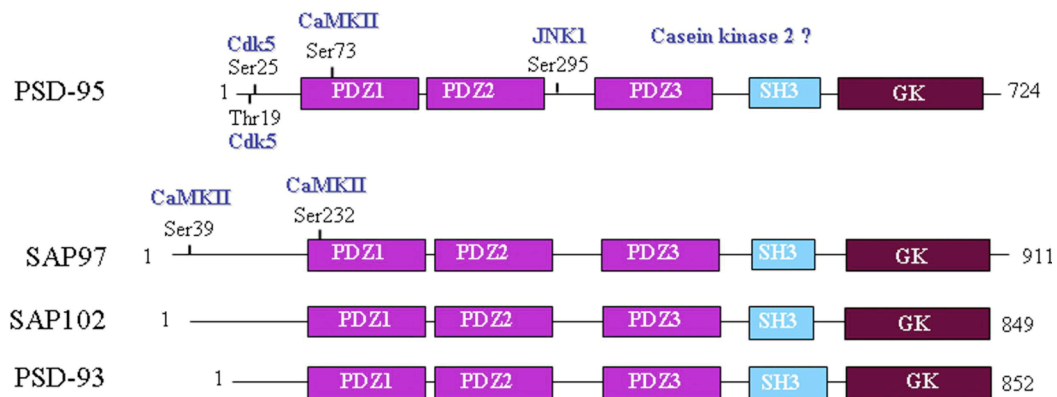 CaMKII
Cdk5 Ser73 JNK1 Casein kinase 2 ?
Ser25 Ser295
PSD-95 1 PDZ1 PDZ2 PDZ3 SH3 GK 724
Thr19
Cdk5
CaMKII CaMKII
Ser39 Ser232
SAP97 1 PDZ1 PDZ2 PDZ3 SH3 GK 911
SAP102 1 PDZ1 PDZ2 PDZ3 SH3 GK 849
PSD-93 1 PDZ1 PDZ2 PDZ3 SH3 GK 852